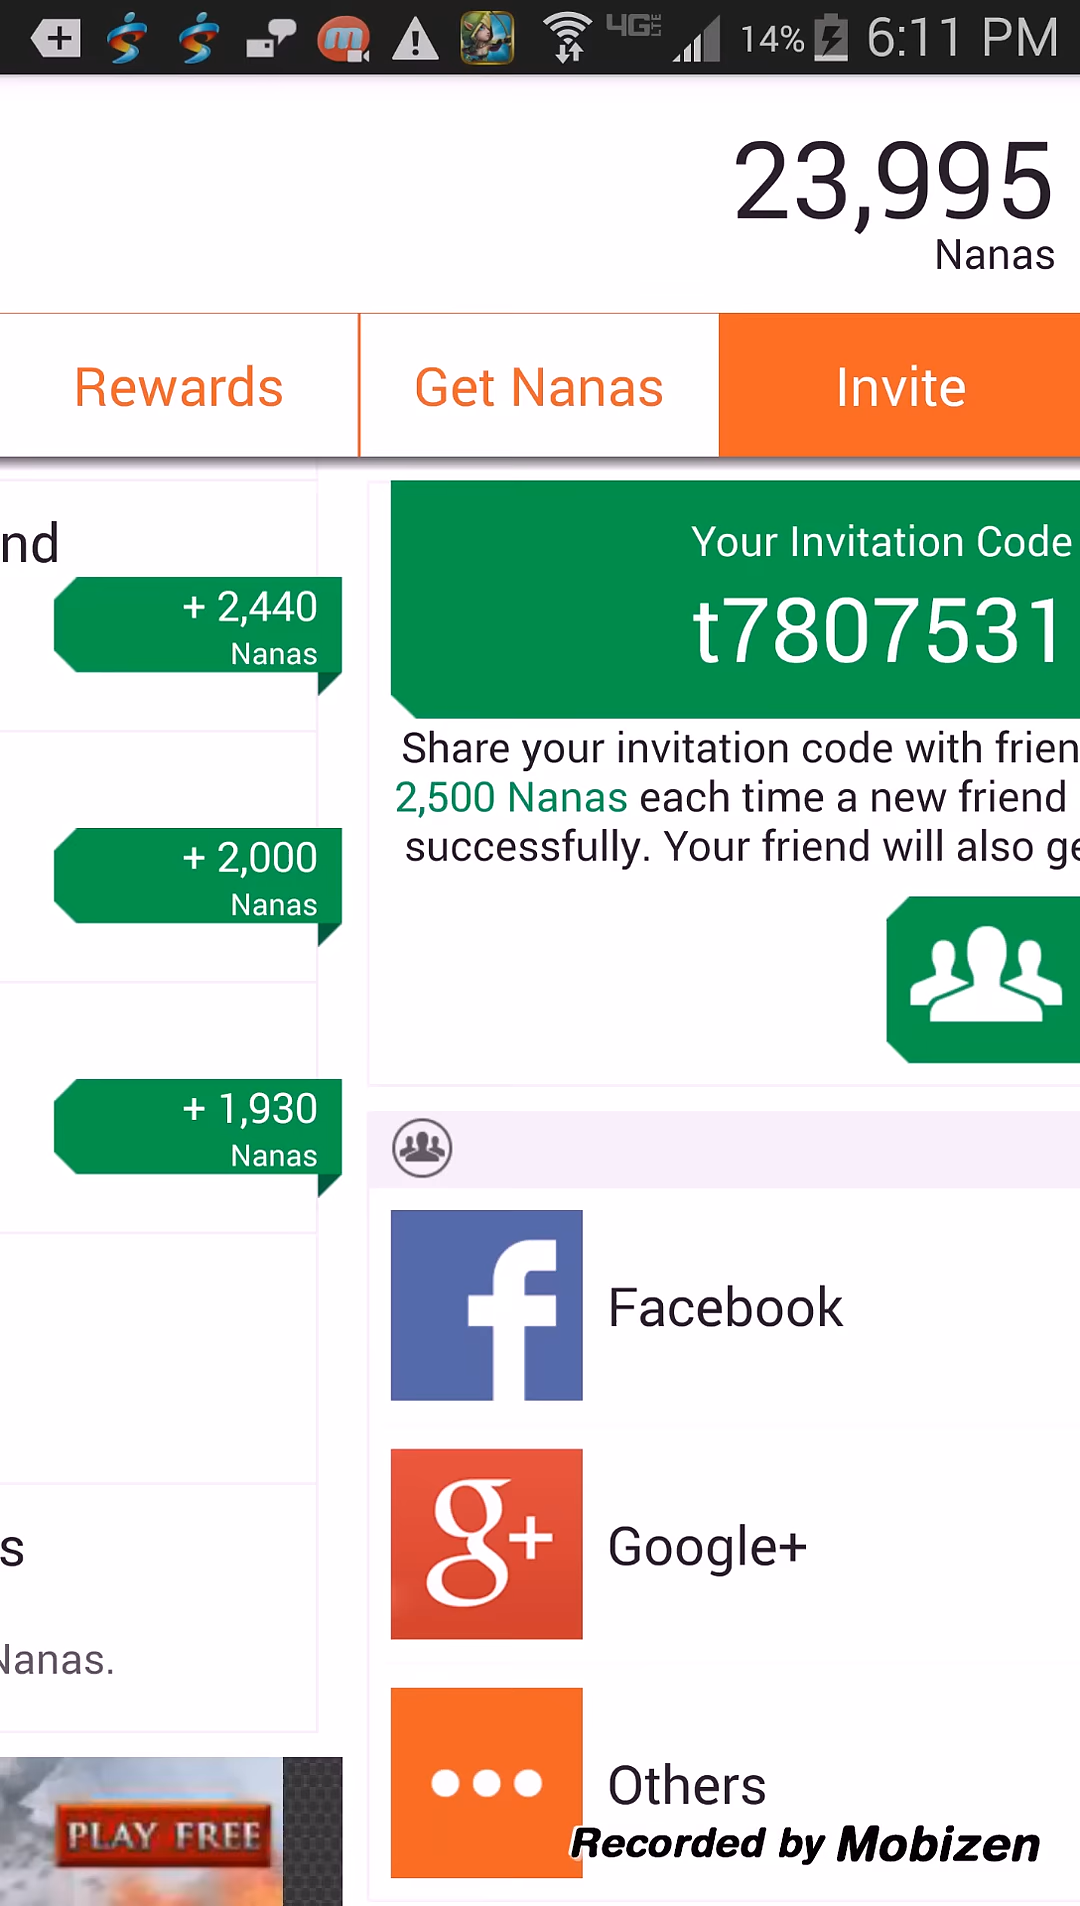 4G LTE 14% 6:11 PM
23,995
Nanas
Rewards Get Nanas Invite
nd
+ 2,440
Nanas
+ 2,000
Nanas
+ 1,930
Nanas
s
Nanas.
PLAY FREE
Your Invitation Code
t7807531
Share your invitation code with frien
2,500 Nanas each time a new friend
successfully. Your friend will also ge
Facebook
Google+
Others
Recorded by Mobizen